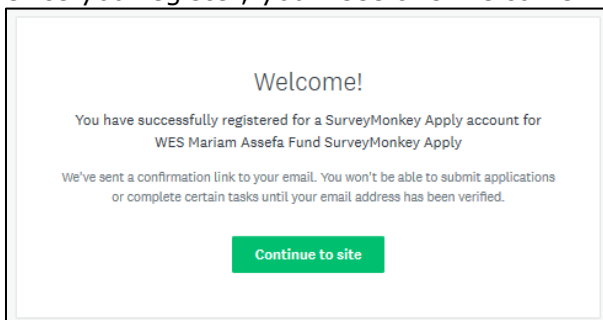 Welcome!
You have successfully registered for a SurveyMonkey Apply account for
WES Mariam Assefa Fund SurveyMonkey Apply
We've sent a confirmation link to your email. You won't be able to submit applications
or complete certain tasks until your email address has been verified.
Continue to site